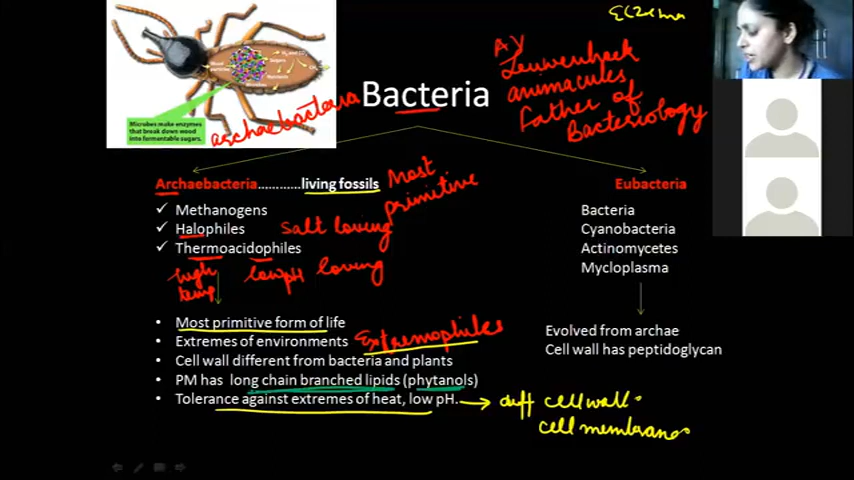 Microbes make enzymes
that break down wood
into fermentable sugars.
archaebacteria
Bacteria
AV
Leuwenhoek
animacules
Father of
Bacteriology
Archaebacteria............living fossils
Most
primitive
Methanogens
Halophiles
salt loving
Thermoacidophiles
high
temp
low pH loving
Most primitive form of life
Extremes of environments
Extremophiles
Cell wall different from bacteria and plants
PM has long chain branched lipids (phytanols)
Tolerance against extremes of heat, low pH.
diff cell wall
cell membrane
Eubacteria
Bacteria
Cyanobacteria
Actinomycetes
Mycloplasma
Evolved from archae
Cell wall has peptidoglycan